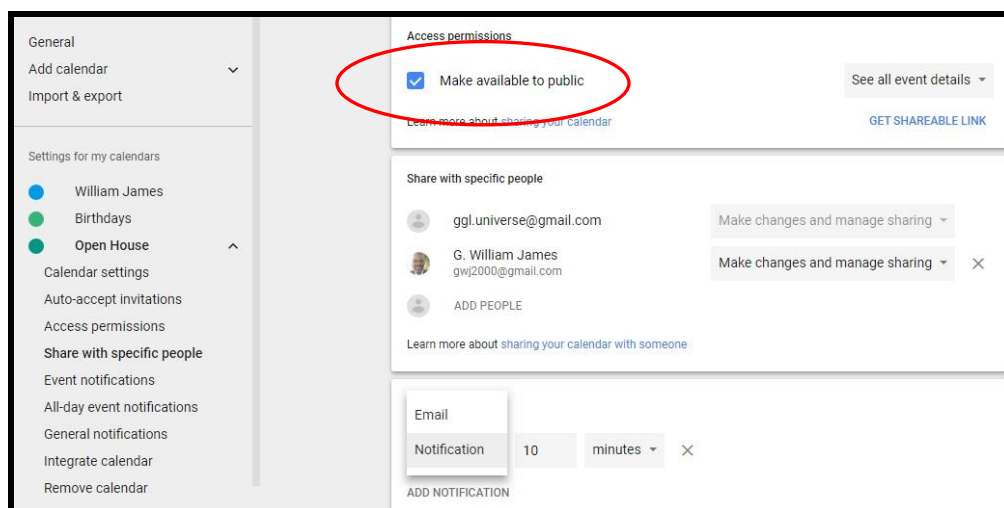 General
Add calendar
Import & export
Settings for my calendars
William James
Birthdays
Open House
Calendar settings
Auto-accept invitations
Access permissions
Share with specific people
Event notifications
All-day event notifications
General notifications
Integrate calendar
Remove calendar
Access permissions
Make available to public
See all event details
Learn more about sharing your calendar
GET SHAREABLE LINK
Share with specific people
ggl.universe@gmail.com
Make changes and manage sharing
G. William James
gwj2000@gmail.com
Make changes and manage sharing
ADD PEOPLE
Learn more about sharing your calendar with someone
Email
Notification 10 minutes
ADD NOTIFICATION